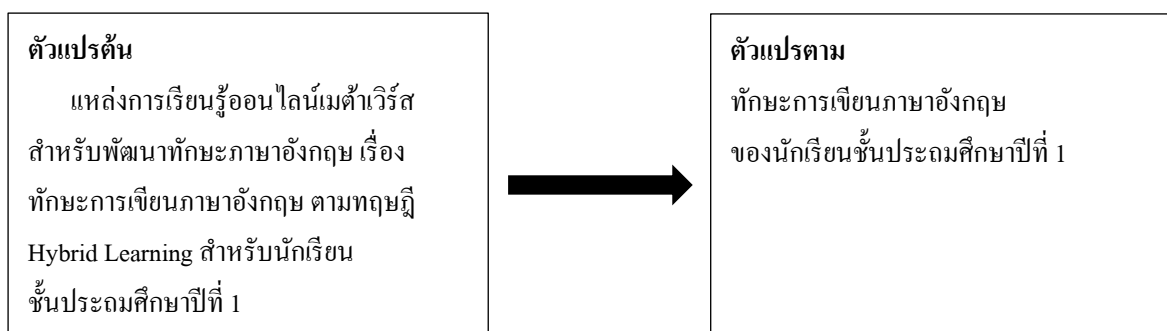 ตัวแปรต้น
แหล่งการเรียนรู้ออนไลน์เมต้าเวิร์ส
สำหรับพัฒนาทักษะภาษาอังกฤษ เรื่อง
ทักษะการเขียนภาษาอังกฤษ ตามทฤษฎี
Hybrid Learning สำหรับนักเรียน
ชั้นประถมศึกษาปีที่ 1
ตัวแปรตาม
ทักษะการเขียนภาษาอังกฤษ
ของนักเรียนชั้นประถมศึกษาปีที่ 1